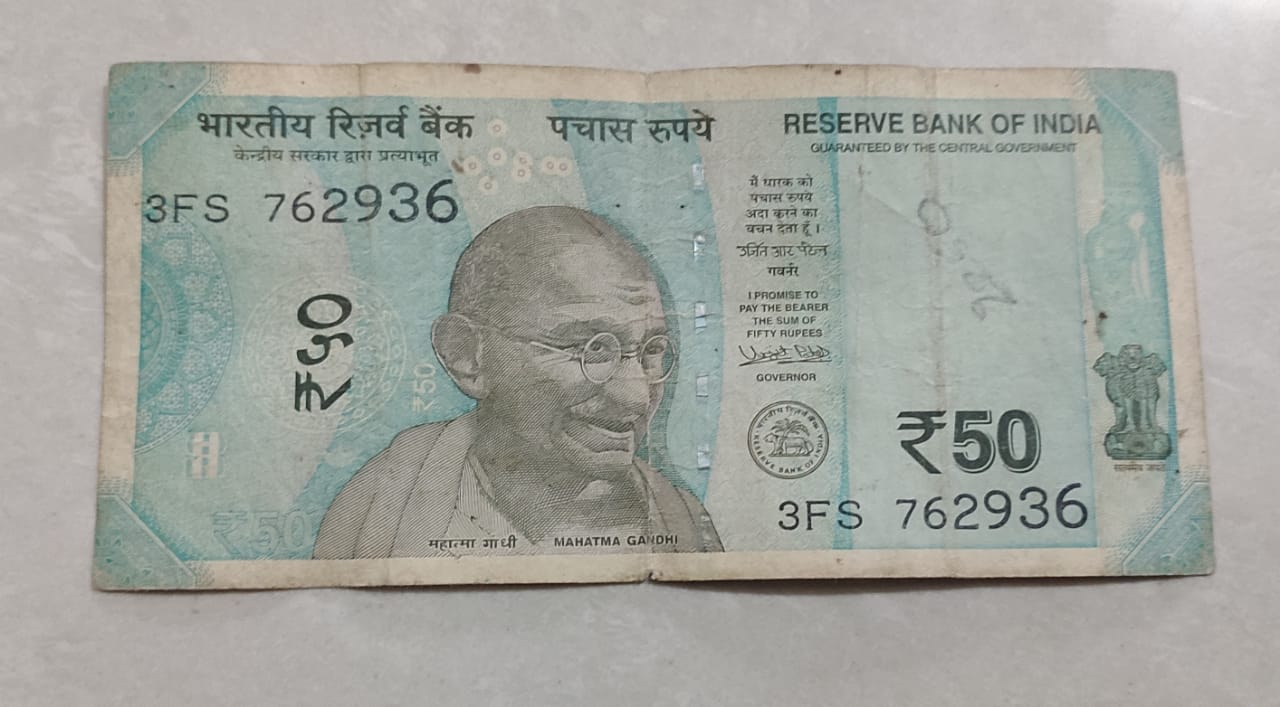 भारतीय रिज़र्व बैंक
केन्द्रीय सरकार द्वारा प्रत्याभूत
पचास रुपये
RESERVE BANK OF INDIA
GUARANTEED BY THE CENTRAL GOVERNMENT
3FS 762936
₹५०
₹50
₹50
महात्मा गांधी
MAHATMA GANDHI
मैं धारक को
पचास रुपये
अदा करने का
वचन देता हूँ ।
उर्जित आर पटेल
गवर्नर
I PROMISE TO
PAY THE BEARER
THE SUM OF
FIFTY RUPEES
GOVERNOR
भारतीय रिज़र्व बैंक
RESERVE BANK OF INDIA
₹50
3FS 762936
सत्यमेव जयते